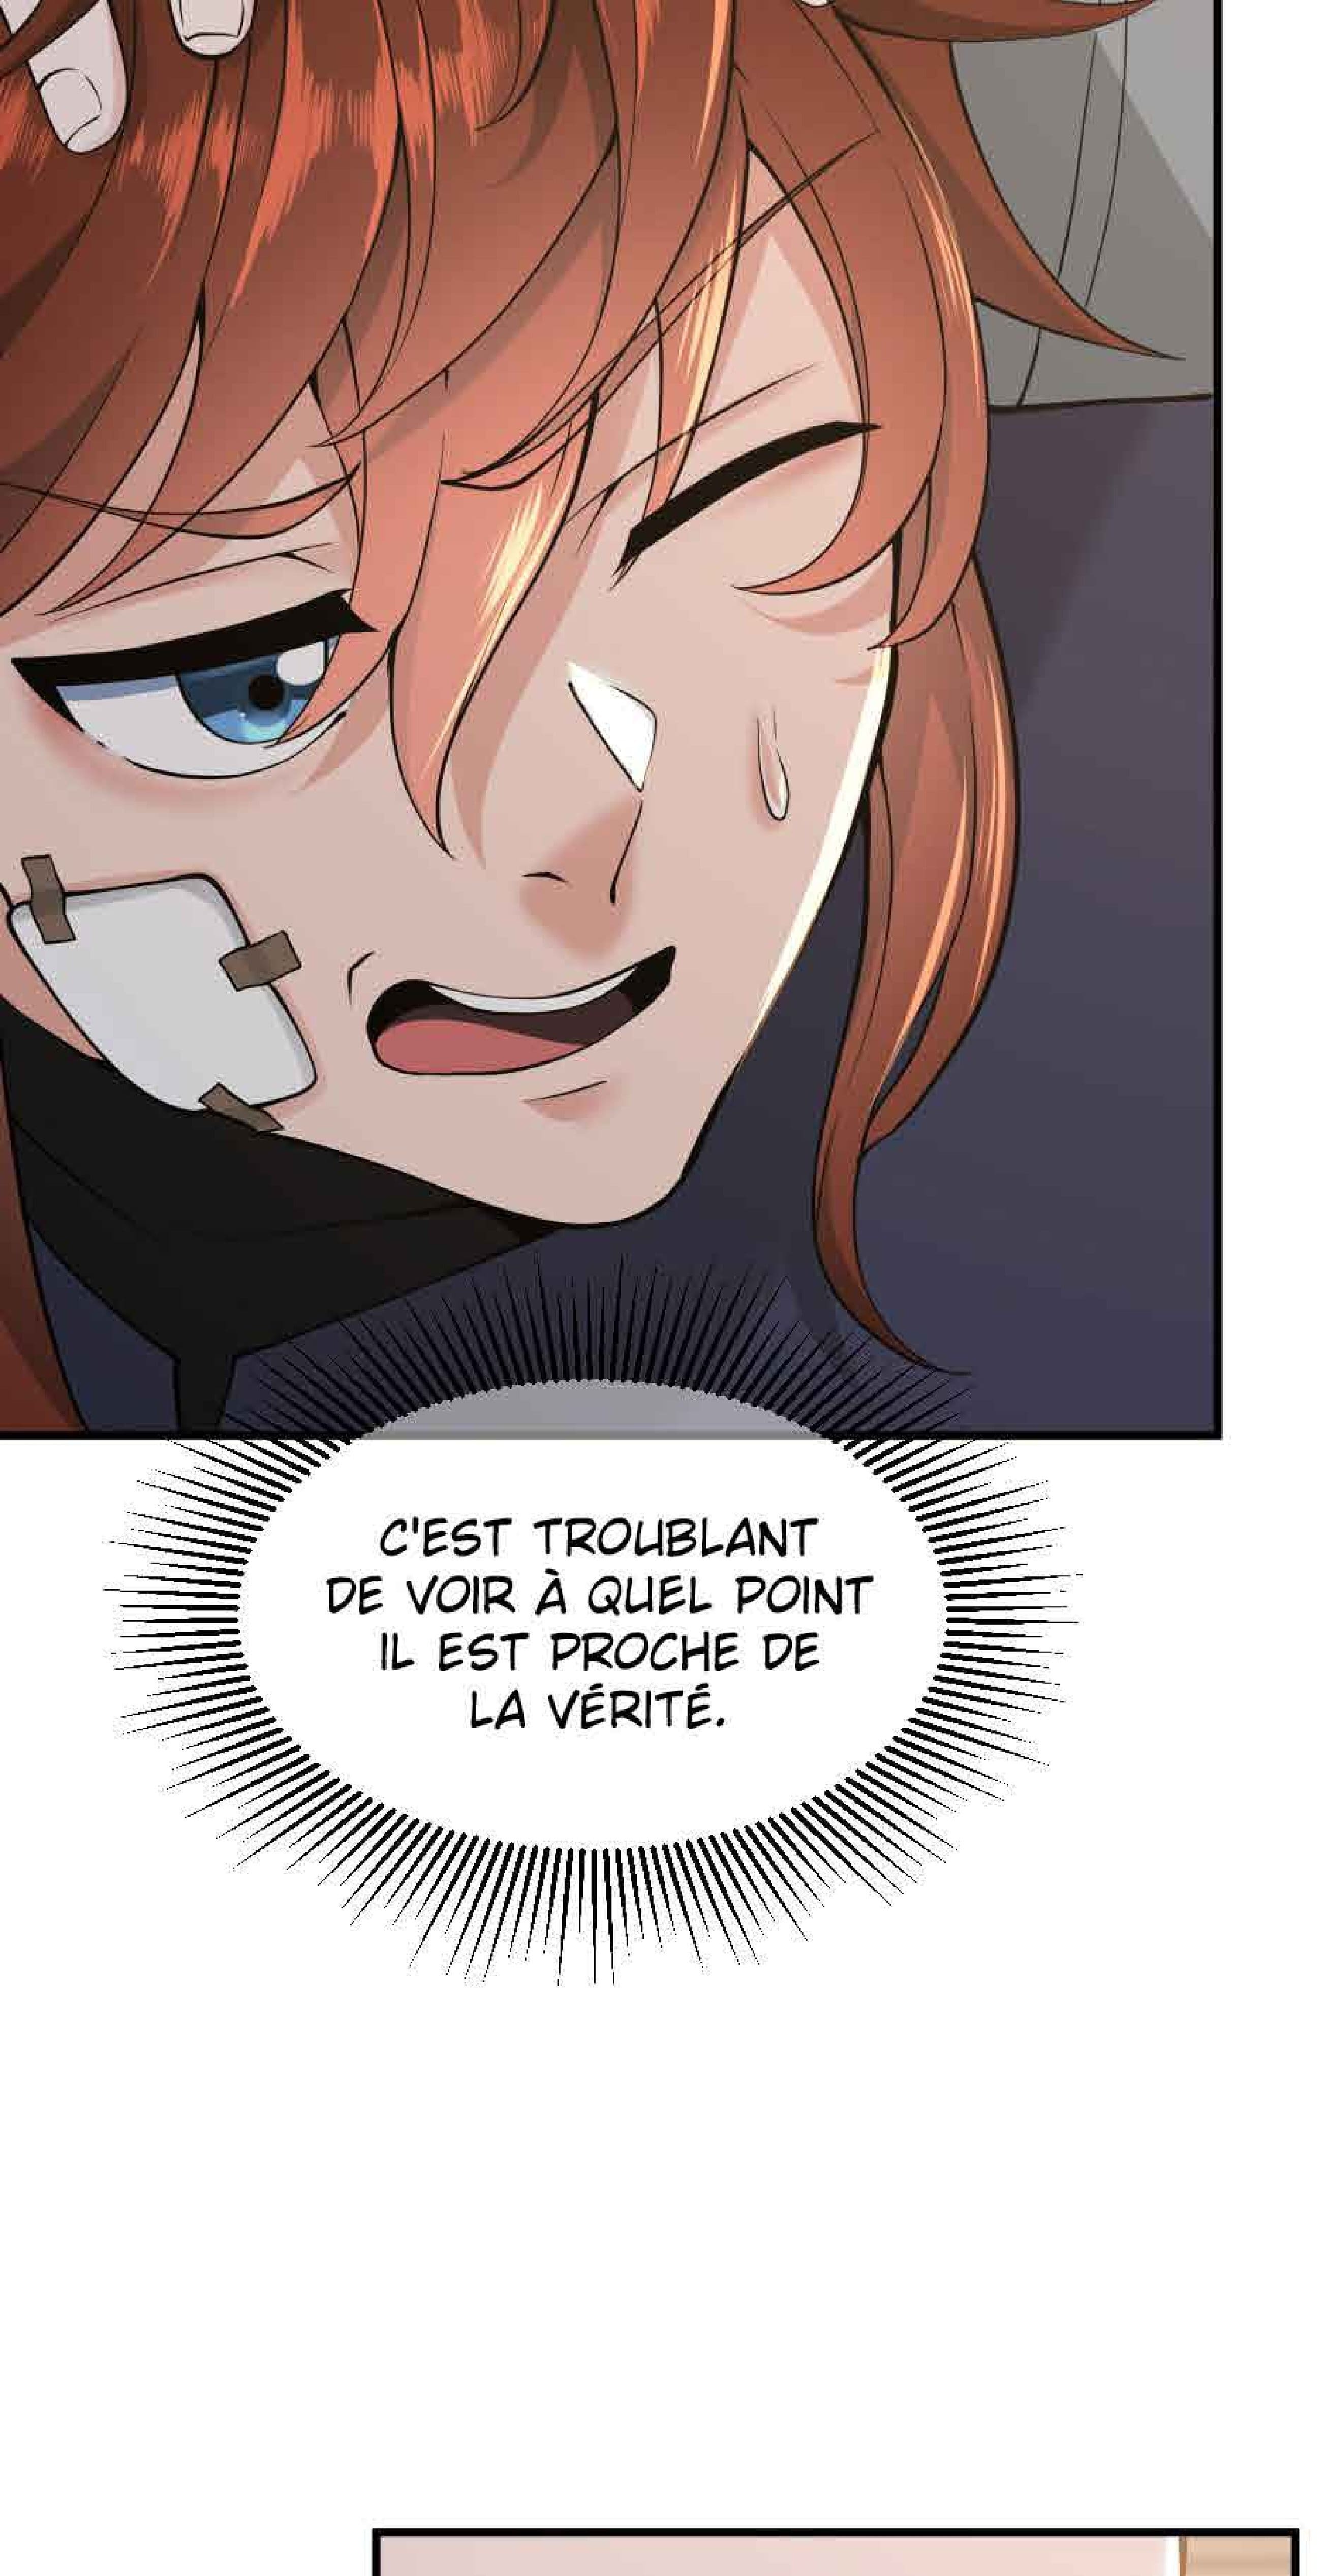 C'EST TROUBLANT
DE VOIR À QUEL POINT
IL EST PROCHE DE
LA VÉRITÉ.